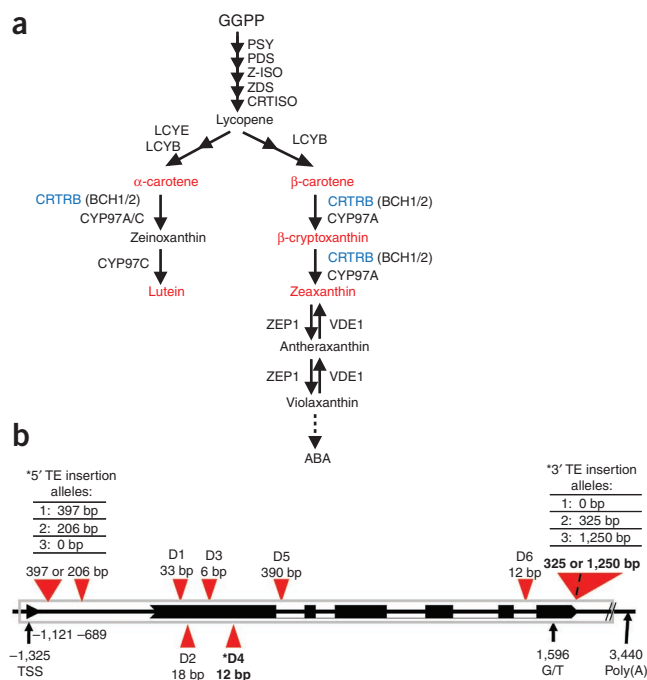 a
GGPP
PSY
PDS
Z-ISO
ZDS
CRTISO
Lycopene
LCYE
LCYB
LCYB
α-carotene
β-carotene
CRTRB (BCH1/2)
CYP97A/C
CRTRB (BCH1/2)
CYP97A
Zeinoxanthin
β-cryptoxanthin
CYP97C
CRTRB (BCH1/2)
CYP97A
Lutein
Zeaxanthin
ZEP1 VDE1
Antheraxanthin
ZEP1 VDE1
Violaxanthin
ABA
b
*5′ TE insertion
alleles:
1: 397 bp
2: 206 bp
3: 0 bp
*3′ TE insertion
alleles:
1: 0 bp
2: 325 bp
3: 1,250 bp
397 or 206 bp
D1
33 bp
D3
6 bp
D5
390 bp
D6
12 bp
325 or 1,250 bp
–1,121 –689
–1,325
TSS
D2
18 bp
*D4
12 bp
1,596
G/T
3,440
Poly(A)